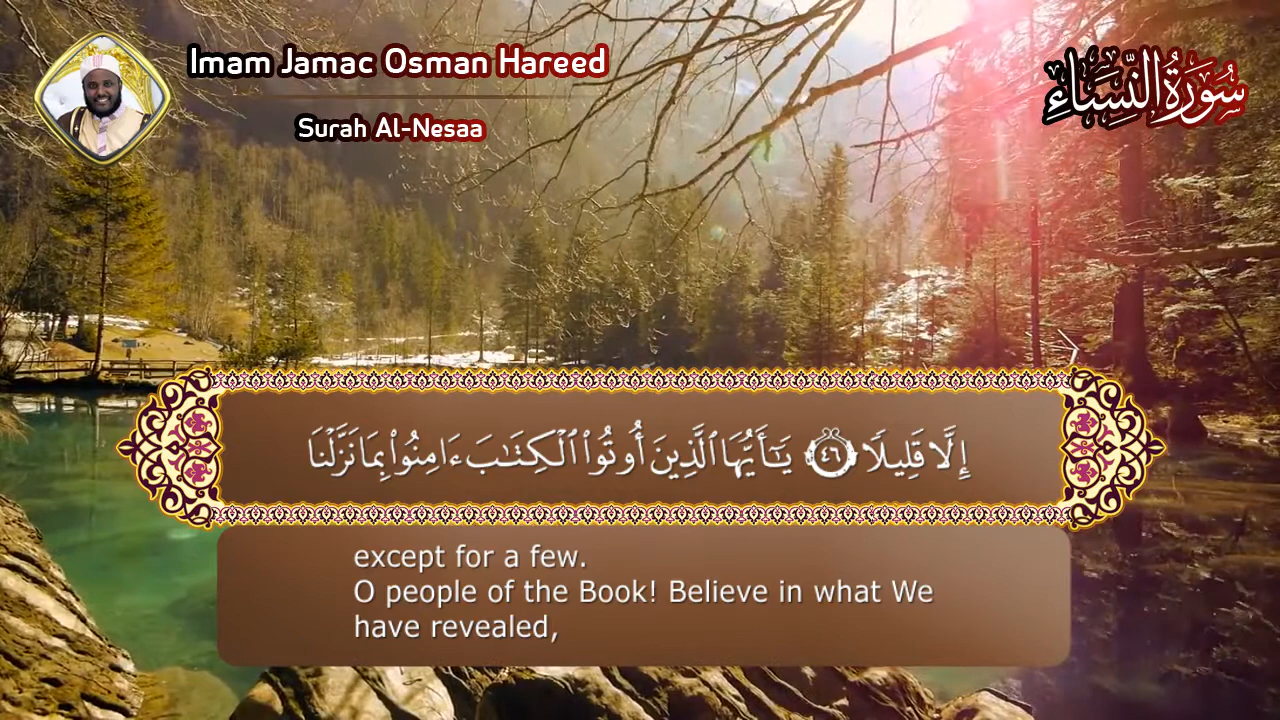 Imam Jamac Osman Hareed
سُورَةُ النِّسَاءِ
Surah Al-Nesaa
إِلَّا قَلِيلًا ﴿٤٦﴾ يَـٰٓأَيُّهَا ٱلَّذِينَ أُوتُوا۟ ٱلْكِتَـٰبَ ءَامِنُوا۟ بِمَا نَزَّلْنَا
except for a few.
O people of the Book! Believe in what We
have revealed,